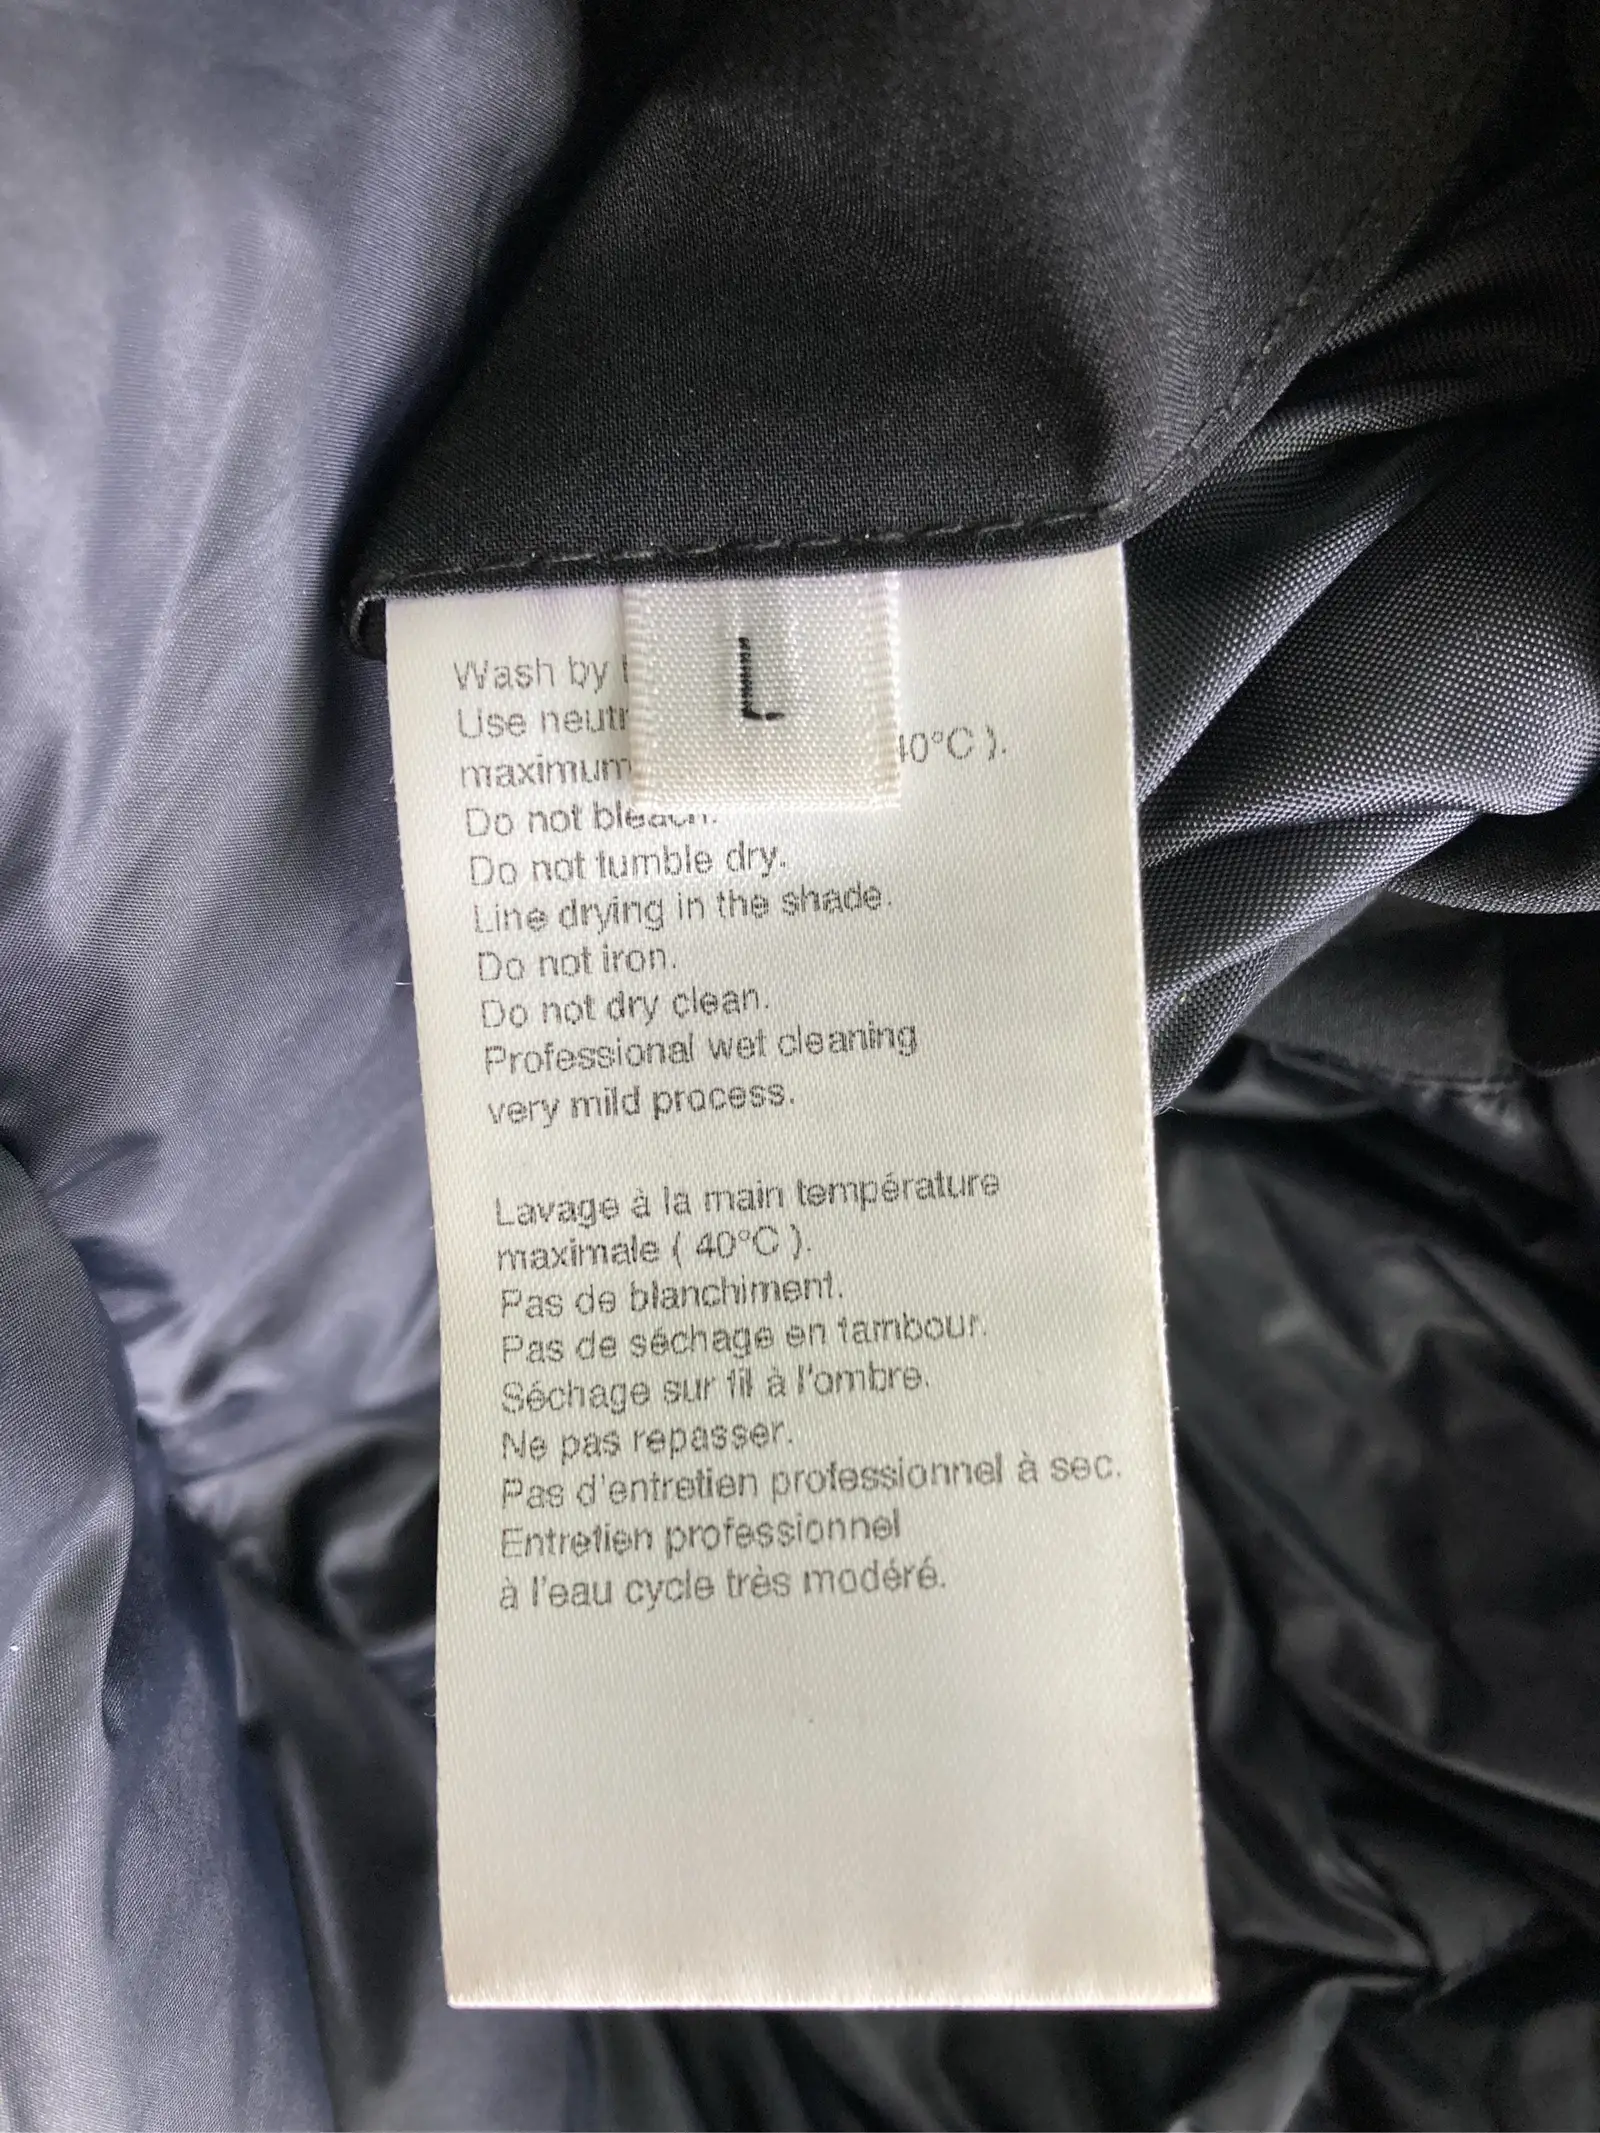 L
Wash by
Use
maximum 40°C ).
Do not bleach.
Do not tumble dry.
Line drying in the shade.
Do not iron.
Do not dry clean.
Professional wet cleaning
very mild process.
Lavage à la main température
maximale ( 40°C ).
Pas de blanchiment.
Pas de séchage en tambour.
Séchage sur fil à l'ombre.
Ne pas repasser.
Pas d'entretien professionnel à sec.
Entretien professionnel
à l'eau cycle très modéré.